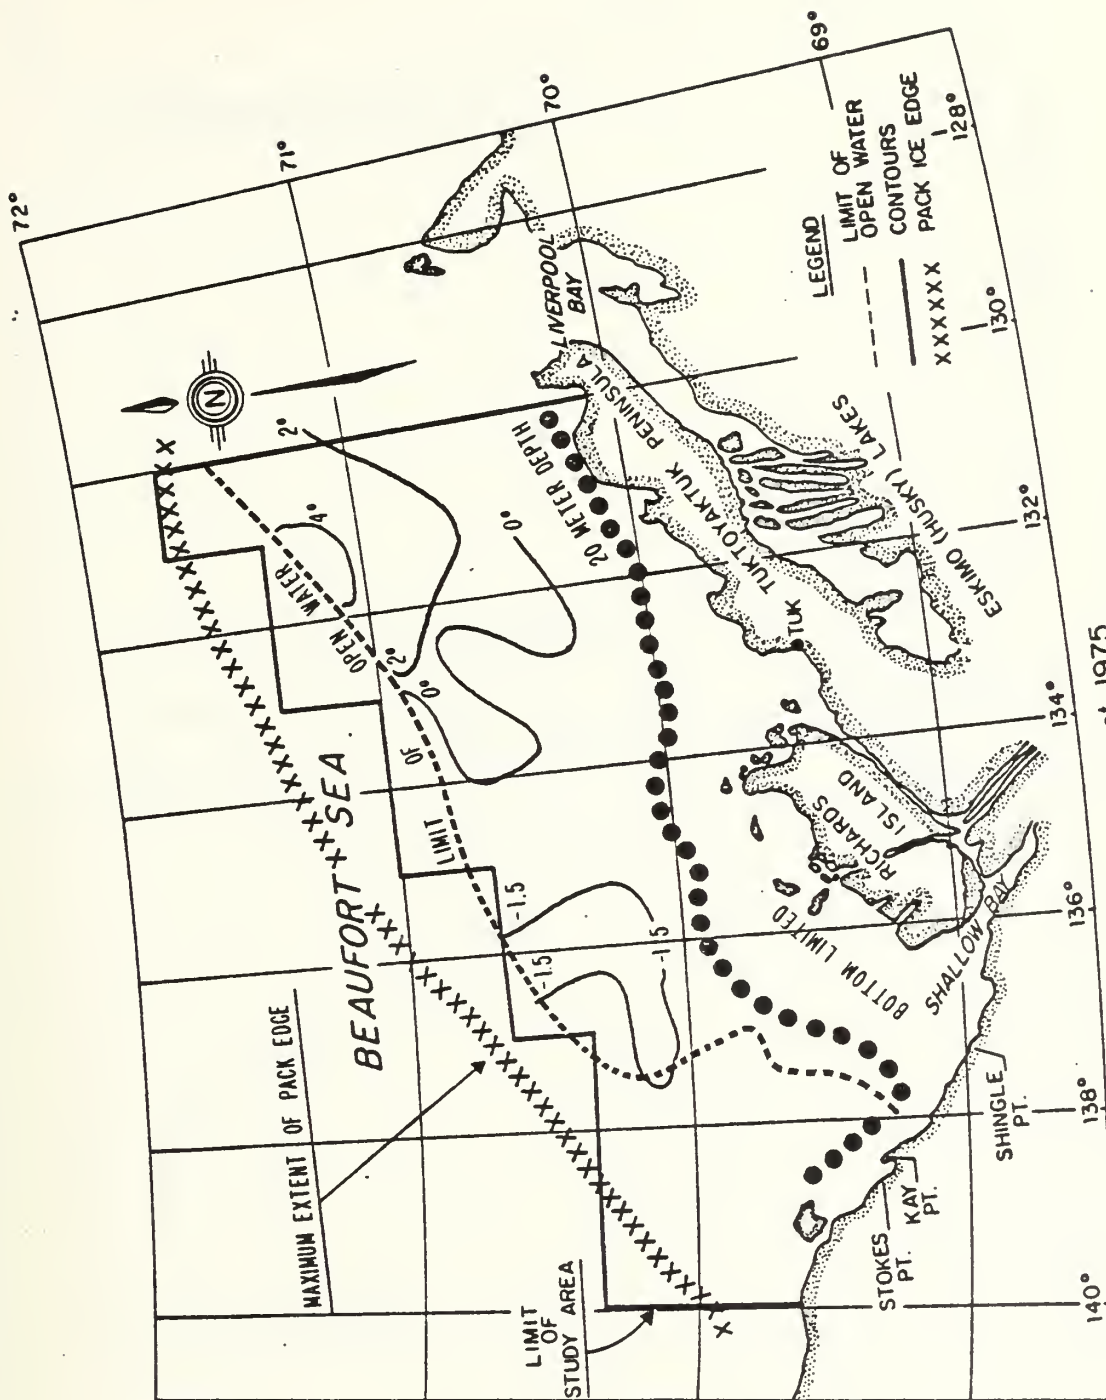 72°
71°
70°
69°
N
MAXIMUM EXTENT OF PACK EDGE
BEAUFORT SEA
LIMIT OF OPEN WATER
2°
4°
2°
0°
0°
-1.5
-1.5
-1.5
LIMIT
OF
STUDY AREA
20 METER DEPTH
LIVERPOOL
BAY
TUKTOYAKTUK PENINSULA
TUK
ESKIMO (HUSKY) LAKES
RICHARDS
ISLAND
BOTTOM LIMITED
SHALLOW BAY
SHINGLE
PT.
KAY
PT.
STOKES
PT.
LEGEND
LIMIT OF
OPEN WATER
CONTOURS
XXXXXX PACK ICE EDGE
140°
138°
136°
134°
132°
130°
128°
1975